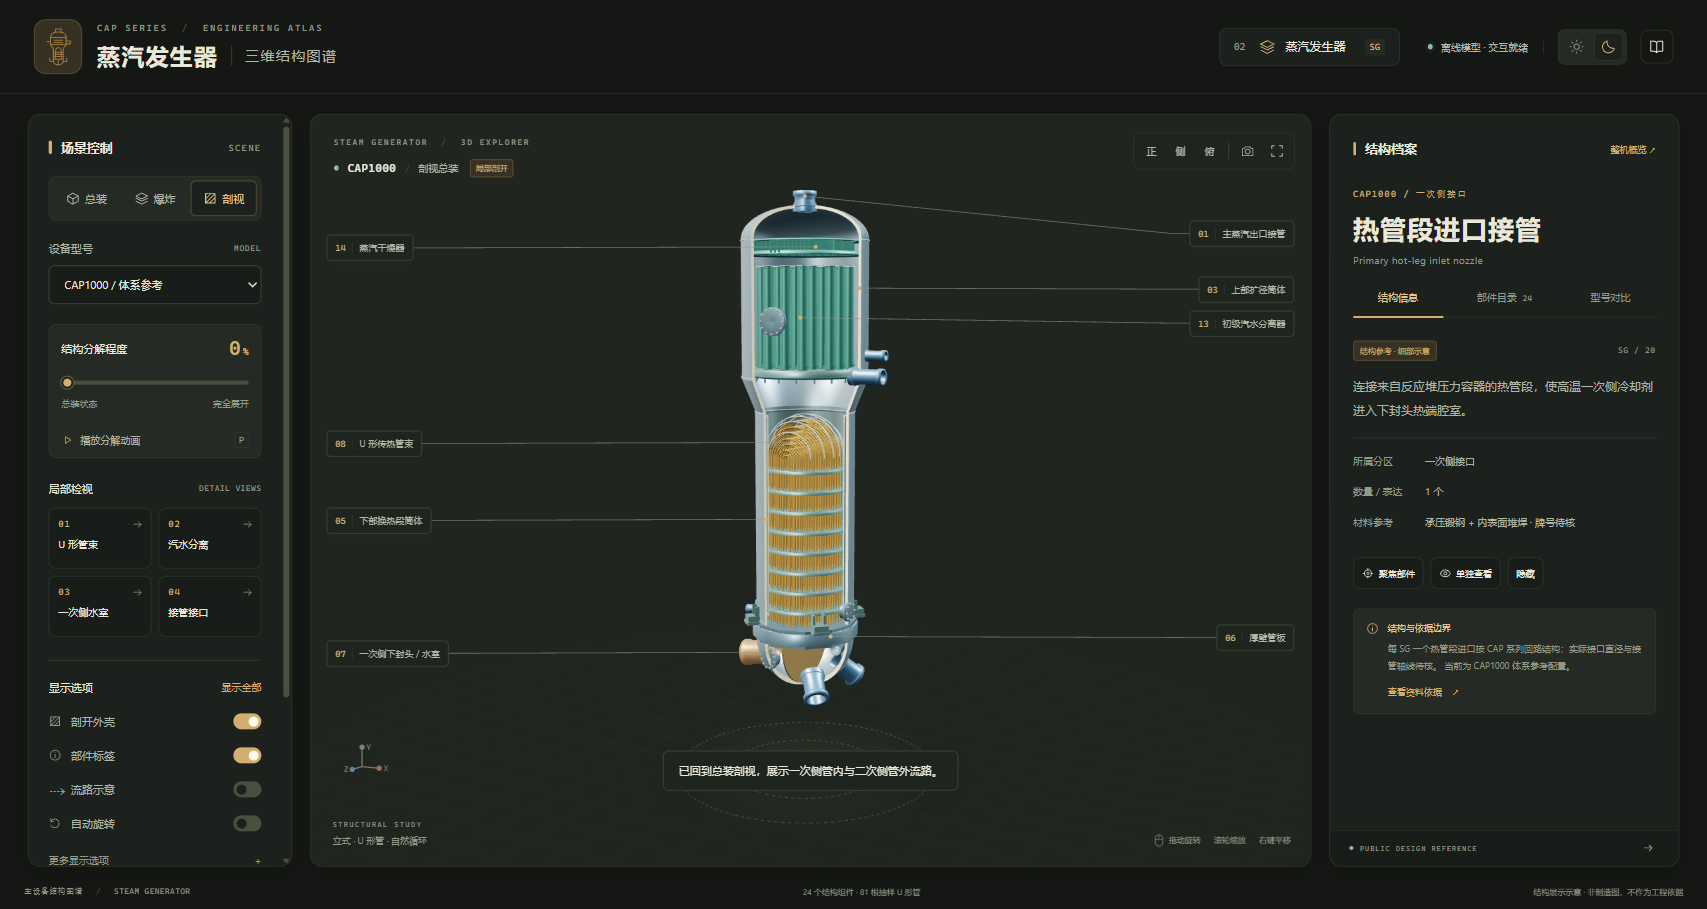 CAP SERIES / ENGINEERING ATLAS
蒸汽发生器 三维结构图谱
02 蒸汽发生器 SG
离线模型 · 交互就绪
场景控制 SCENE
总装 爆炸 剖视
设备型号 MODEL
CAP1000 / 体系参考
结构分解程度 0%
总装状态 完全展开
播放分解动画 P
局部检视 DETAIL VIEWS
01 U 形管束
02 汽水分离
03 一次侧水室
04 接管接口
显示选项 显示全部
剖开外壳
部件标签
流路示意
自动旋转
更多显示选项 +
STEAM GENERATOR / 3D EXPLORER
CAP1000 / 剖视总装 局部剖开
正 侧 俯
14 蒸汽干燥器
01 主蒸汽出口接管
03 上部扩径筒体
13 初级汽水分离器
08 U 形传热管束
05 下部换热段筒体
06 厚壁管板
07 一次侧下封头 / 水室
Y
Z X
已回到总装剖视，展示一次侧管内与二次侧管外流路。
STRUCTURAL STUDY
立式 · U 形管 · 自然循环
拖动旋转 滚轮缩放 右键平移
结构档案 整机概览 ↗
CAP1000 / 一次侧接口
热管段进口接管
Primary hot-leg inlet nozzle
结构信息 部件目录 24 型号对比
结构参考 · 细部示意 SG / 20
连接来自反应堆压力容器的热管段，使高温一次侧冷却剂
进入下封头热端腔室。
所属分区 一次侧接口
数量 / 表达 1 个
材料参考 承压锻钢 + 内表面堆焊 · 牌号待核
聚焦部件 单独查看 隐藏
结构与依据边界
每 SG 一个热管段进口按 CAP 系列回路结构；实际接口直径与接
管轴线待核。 当前为 CAP1000 体系参考配置。
查看资料依据 ↗
PUBLIC DESIGN REFERENCE →
主设备结构图谱 / STEAM GENERATOR
24 个结构组件 · 81 根抽样 U 形管
结构展示示意 · 非制造图，不作为工程依据